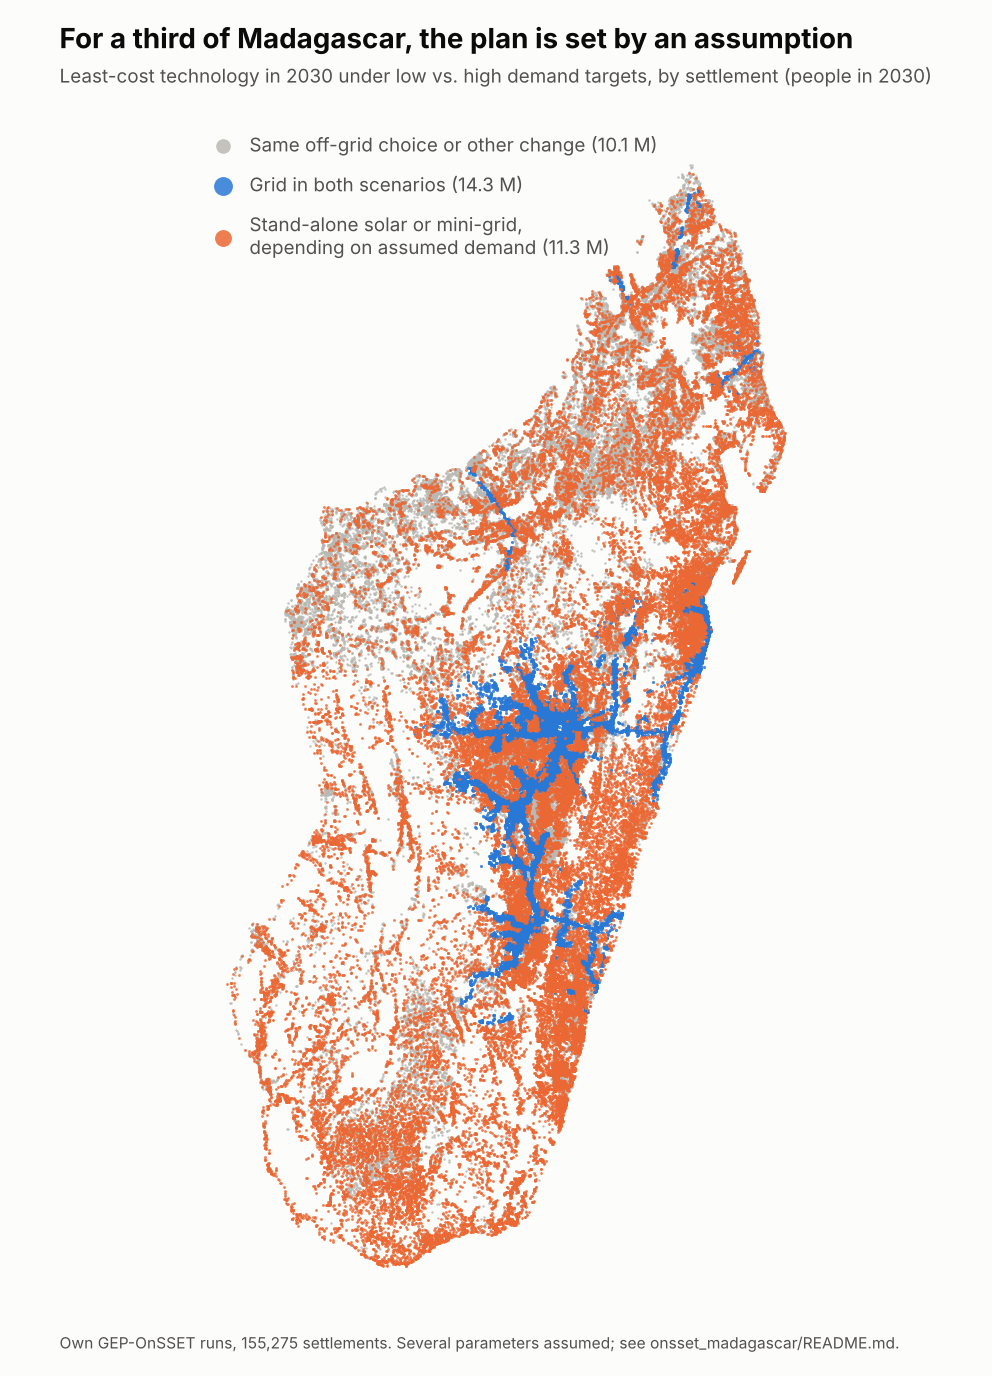 For a third of Madagascar, the plan is set by an assumption
Least-cost technology in 2030 under low vs. high demand targets, by settlement (people in 2030)
Same off-grid choice or other change (10.1 M)
Grid in both scenarios (14.3 M)
Stand-alone solar or mini-grid,
depending on assumed demand (11.3 M)
Own GEP-OnSSET runs, 155,275 settlements. Several parameters assumed; see onsset_madagascar/README.md.